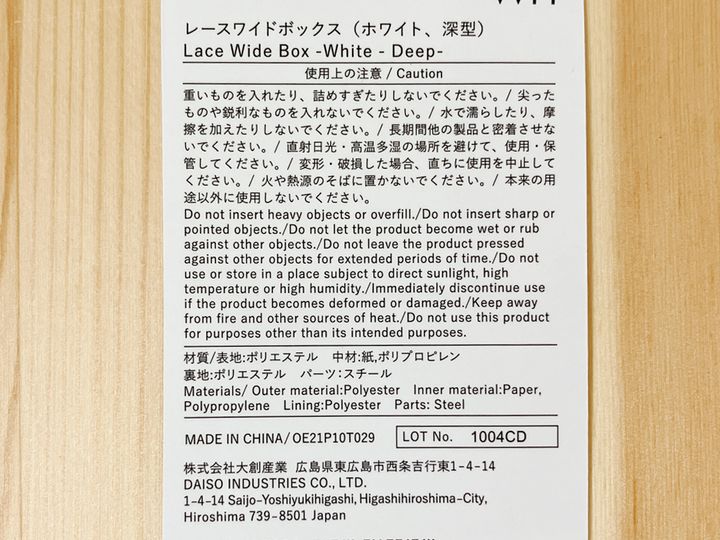 レースワイドボックス（ホワイト、深型）
Lace Wide Box -White - Deep-
使用上の注意 / Caution
重いものを入れたり、詰めすぎたりしないでください。/ 尖った
ものや鋭利なものを入れないでください。/ 水で濡らしたり、摩
擦を加えたりしないでください。/ 長期間他の製品と密着させな
いでください。/ 直射日光・高温多湿の場所を避けて、使用・保
管してください。/ 変形・破損した場合、直ちに使用を中止して
ください。/ 火や熱源のそばに置かないでください。/ 本来の用
途以外に使用しないでください。
Do not insert heavy objects or overfill./Do not insert sharp or
pointed objects./Do not let the product become wet or rub
against other objects./Do not leave the product pressed
against other objects for extended periods of time./Do not
use or store in a place subject to direct sunlight, high
temperature or high humidity./Immediately discontinue use
if the product becomes deformed or damaged./Keep away
from fire and other sources of heat./Do not use this product
for purposes other than its intended purposes.
材質/表地:ポリエステル　中材:紙,ポリプロピレン
裏地:ポリエステル　パーツ:スチール
Materials/ Outer material:Polyester　Inner material:Paper,
Polypropylene　Lining:Polyester　Parts: Steel
MADE IN CHINA/OE21P10T029　LOT No.　1004CD
株式会社大創産業　広島県東広島市西条吉行東1-4-14
DAISO INDUSTRIES CO., LTD.
1-4-14 Saijo-Yoshiyukihigashi, Higashihiroshima-City,
Hiroshima 739-8501 Japan